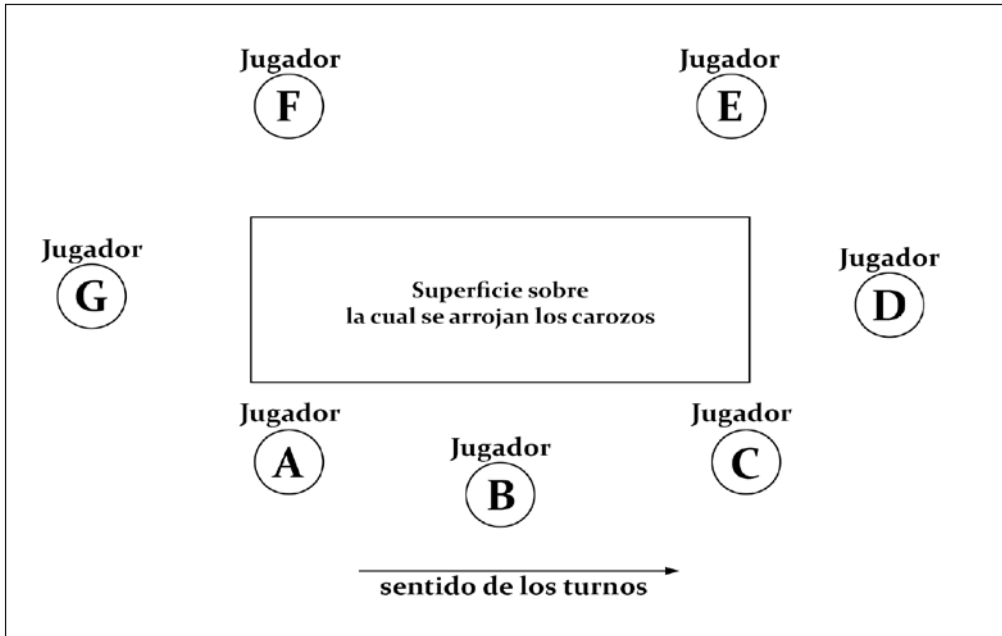 Jugador
F
Jugador
E
Jugador
G
Superficie sobre
la cual se arrojan los carozos
Jugador
D
Jugador
A
Jugador
B
Jugador
C
sentido de los turnos